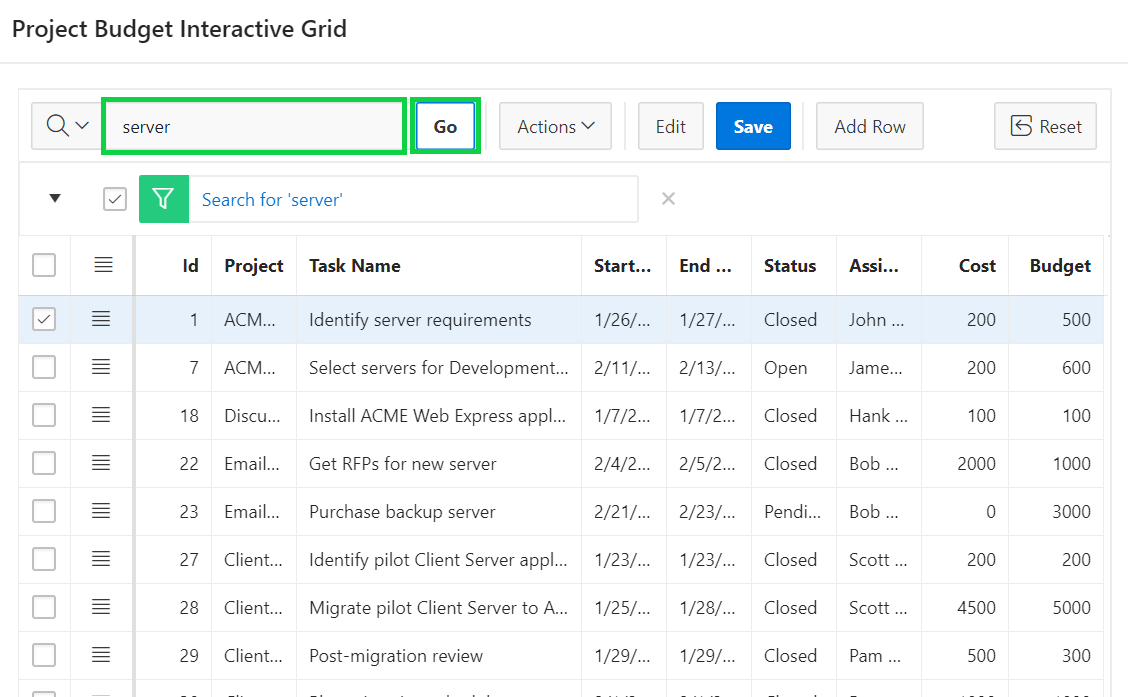 Project Budget Interactive Grid
server Go Actions Edit Save Add Row Reset
Search for 'server'
Id Project Task Name Start... End ... Status Assi... Cost Budget
1 ACM... Identify server requirements 1/26/... 1/27/... Closed John ... 200 500
7 ACM... Select servers for Development... 2/11/... 2/13/... Open Jame... 200 600
18 Discu... Install ACME Web Express appl... 1/7/2... 1/7/2... Closed Hank ... 100 100
22 Email... Get RFPs for new server 2/4/2... 2/5/2... Closed Bob ... 2000 1000
23 Email... Purchase backup server 2/21/... 2/23/... Pendi... Bob ... 0 3000
27 Client... Identify pilot Client Server appl... 1/23/... 1/23/... Closed Scott ... 200 200
28 Client... Migrate pilot Client Server to A... 1/25/... 1/28/... Closed Scott ... 4500 5000
29 Client... Post-migration review 1/29/... 1/29/... Closed Pam ... 500 300